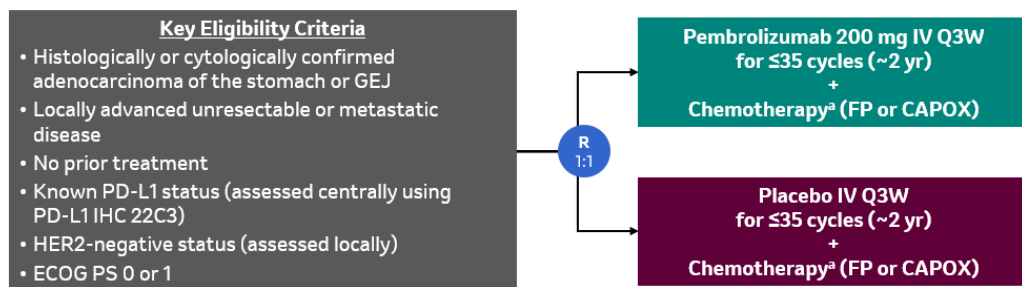 Key Eligibility Criteria
• Histologically or cytologically confirmed
adenocarcinoma of the stomach or GEJ
• Locally advanced unresectable or metastatic
disease
• No prior treatment
• Known PD-L1 status (assessed centrally using
PD-L1 IHC 22C3)
• HER2-negative status (assessed locally)
• ECOG PS 0 or 1
R
1:1
Pembrolizumab 200 mg IV Q3W
for ≤35 cycles (~2 yr)
+
Chemotherapyᵃ (FP or CAPOX)
Placebo IV Q3W
for ≤35 cycles (~2 yr)
+
Chemotherapyᵃ (FP or CAPOX)